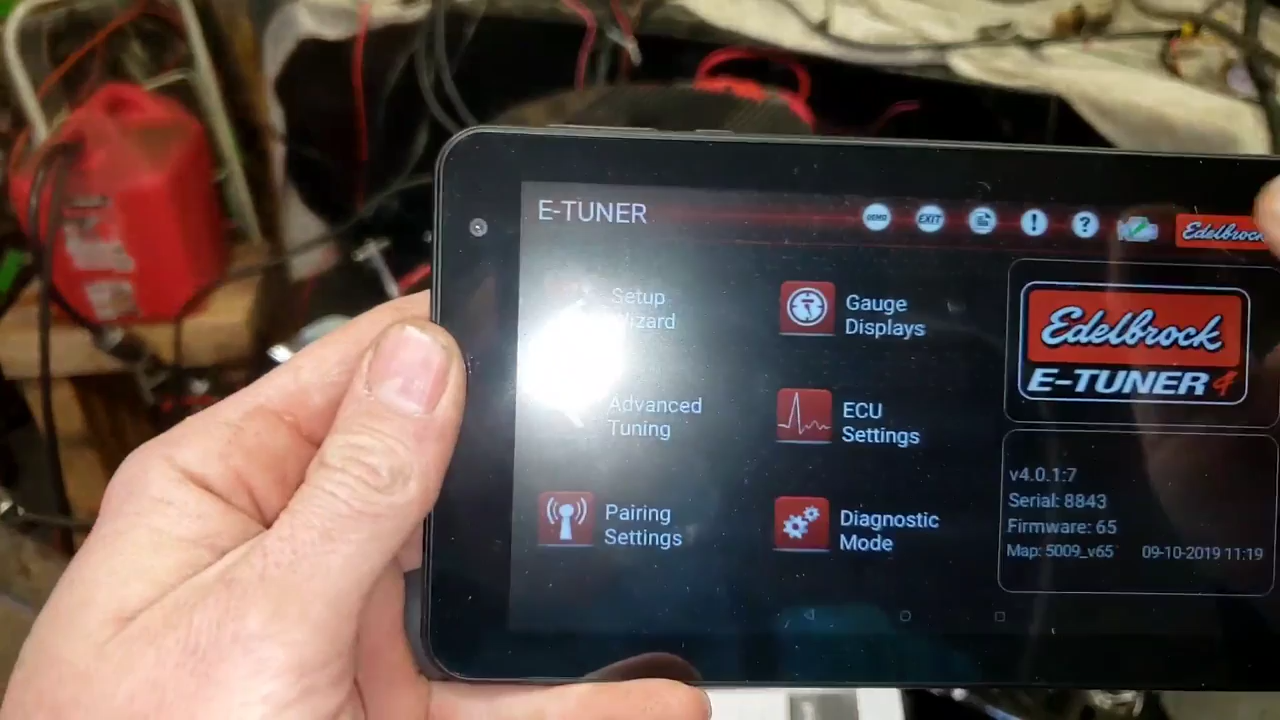 E-TUNER
DEMO
EXIT
!
?
Edelbrock
Setup
Wizard
Gauge
Displays
Advanced
Tuning
ECU
Settings
Pairing
Settings
Diagnostic
Mode
Edelbrock
E-TUNER 4
v4.0.1:7
Serial: 8843
Firmware: 65
Map: 5009_v65 09-10-2019 11:19